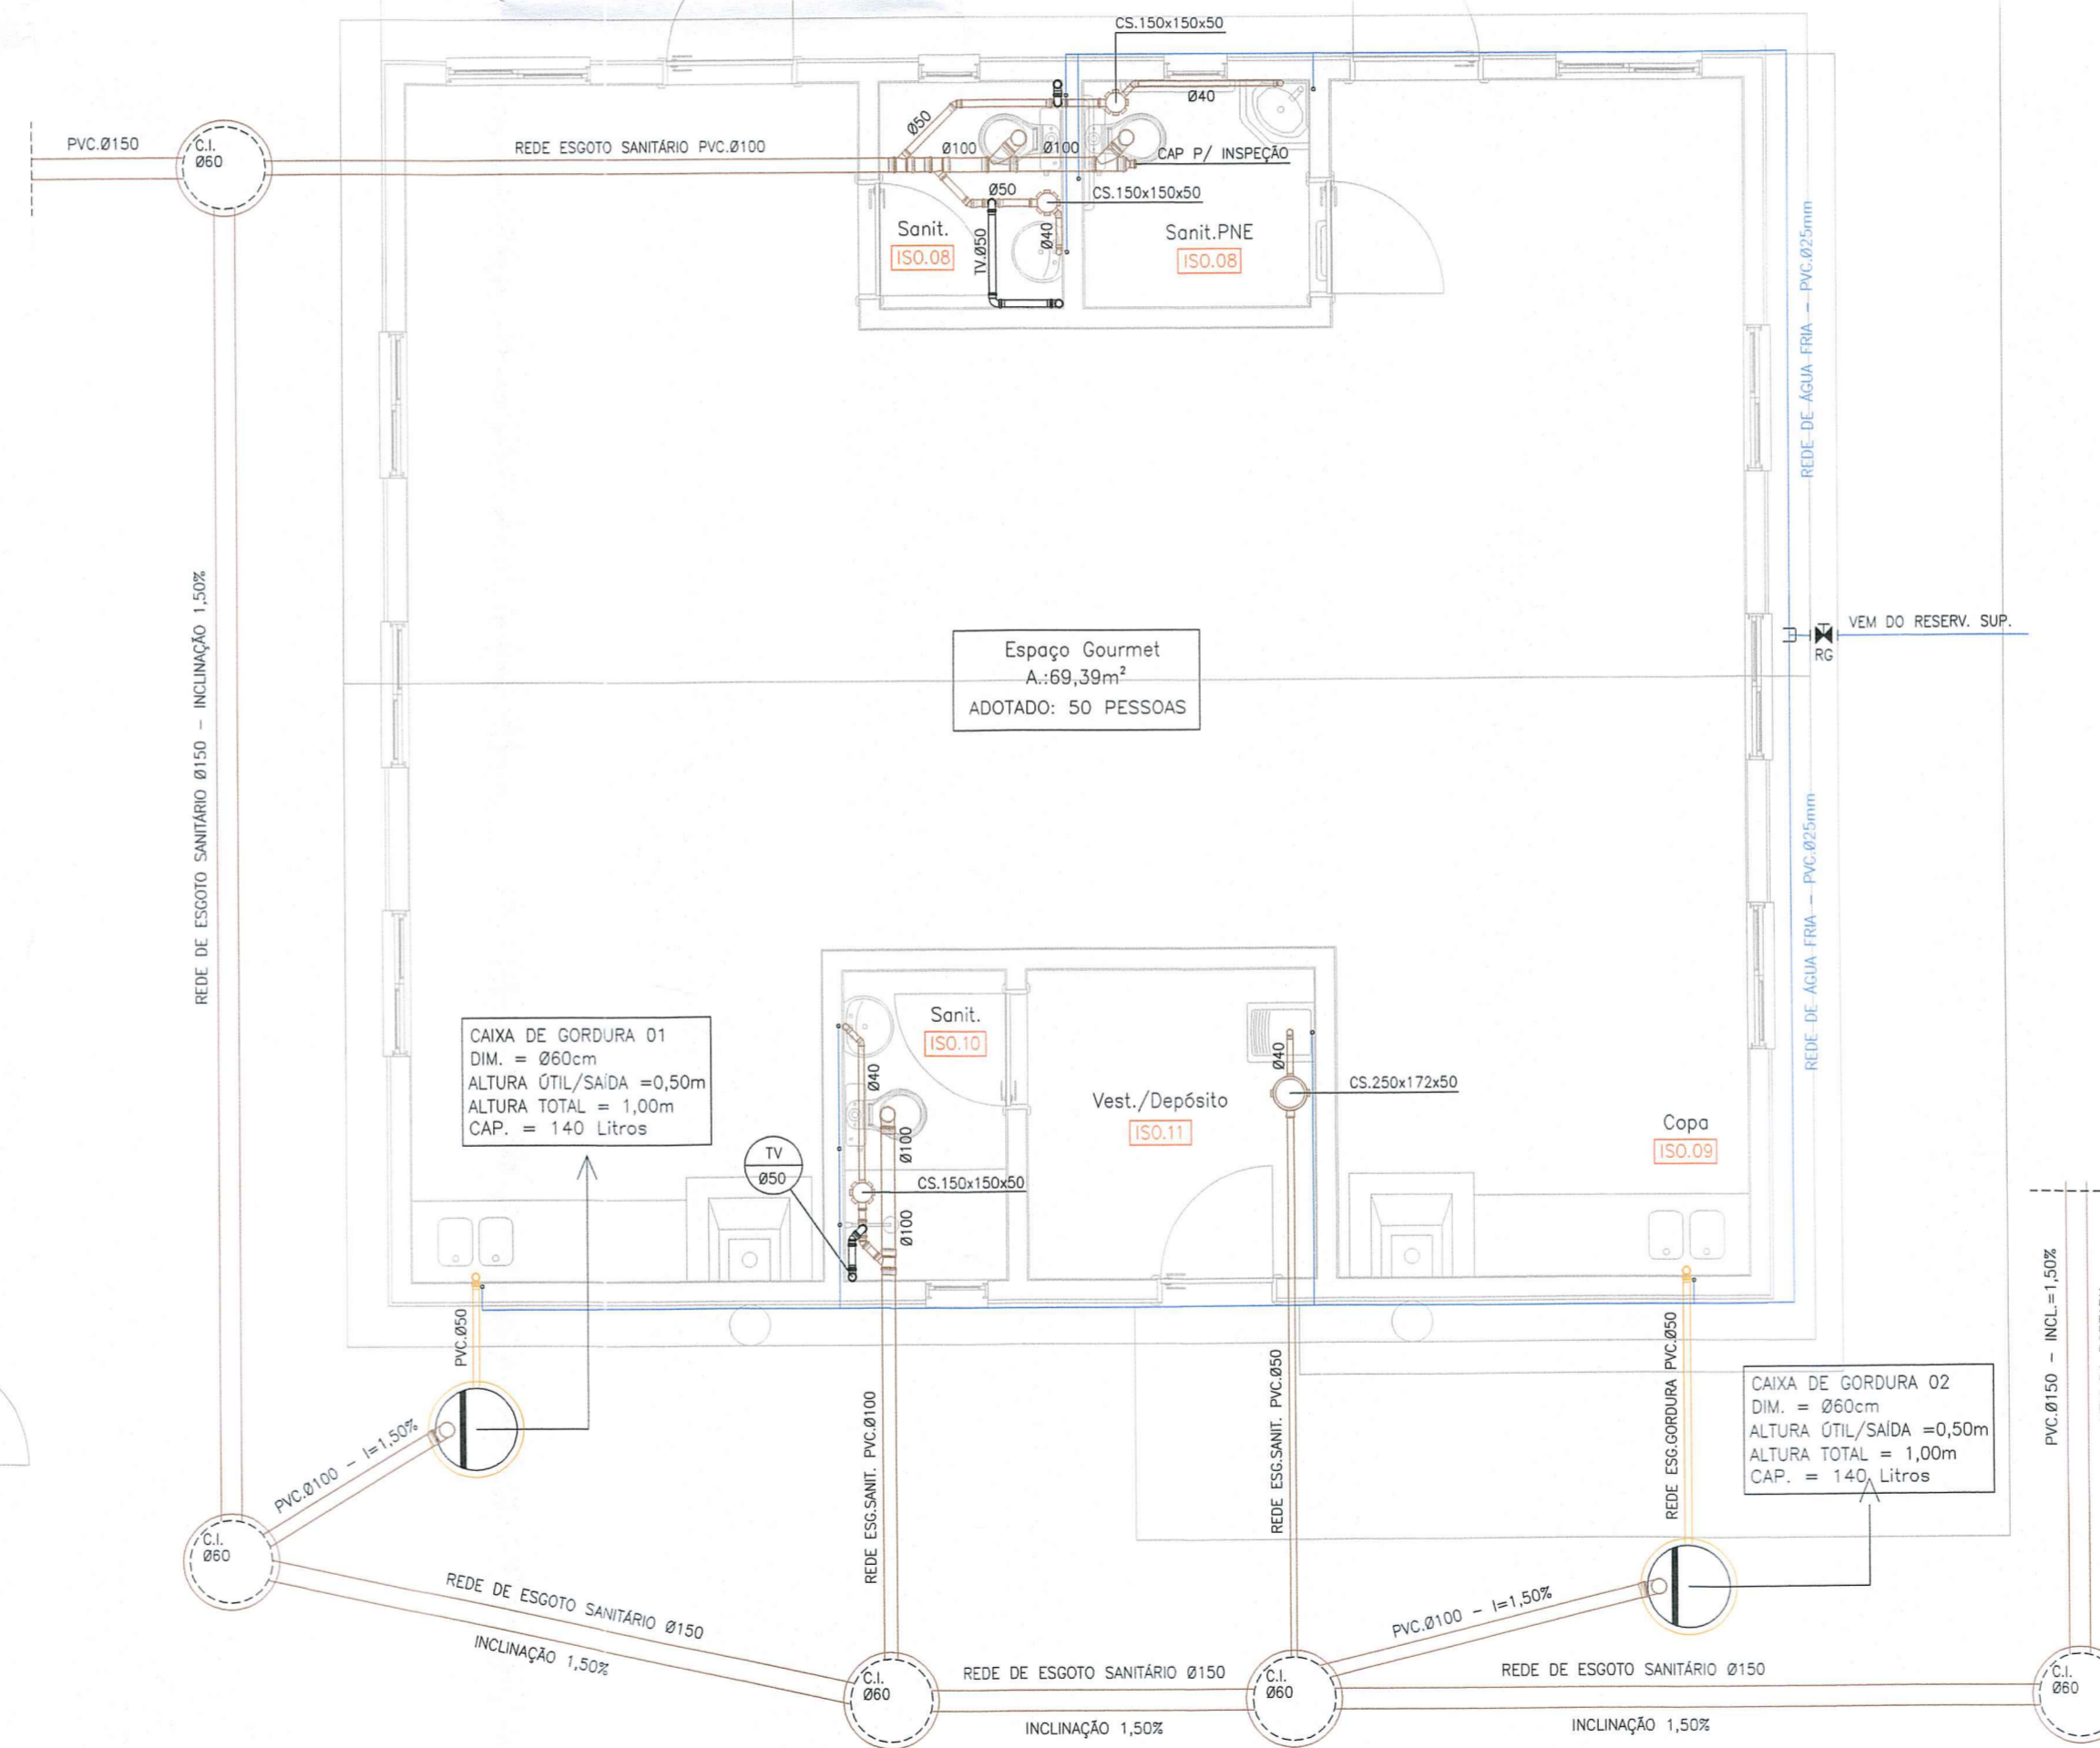 CS.150x150x50
PVC.Ø150
C.I.
Ø60
REDE ESGOTO SANITÁRIO PVC.Ø100
Ø50
Ø100
Ø100
Ø40
CAP P/ INSPEÇÃO
Ø50
CS.150x150x50
Sanit.
ISO.08
TV.Ø50
Ø40
Sanit.PNE
ISO.08
REDE DE ÁGUA FRIA - PVC.Ø25mm
REDE DE ESGOTO SANITÁRIO Ø150 - INCLINAÇÃO 1,50%
Espaço Gourmet
A.:69,39m²
ADOTADO: 50 PESSOAS
VEM DO RESERV. SUP.
RG
REDE DE ÁGUA FRIA - PVC.Ø25mm
CAIXA DE GORDURA 01
DIM. = Ø60cm
ALTURA ÚTIL/SAÍDA =0,50m
ALTURA TOTAL = 1,00m
CAP. = 140 Litros
Sanit.
ISO.10
Ø40
Ø100
TV
Ø50
CS.150x150x50
Ø100
Vest./Depósito
ISO.11
Ø40
CS.250x172x50
Copa
ISO.09
PVC.Ø50
REDE ESG.SANIT. PVC.Ø100
REDE ESG.SANIT. PVC.Ø50
REDE ESG.GORDURA PVC.Ø50
CAIXA DE GORDURA 02
DIM. = Ø60cm
ALTURA ÚTIL/SAÍDA =0,50m
ALTURA TOTAL = 1,00m
CAP. = 140 Litros
PVC.Ø150 - INCL.=1,50%
PVC.Ø100 - I=1,50%
C.I.
Ø60
REDE DE ESGOTO SANITÁRIO Ø150
INCLINAÇÃO 1,50%
C.I.
Ø60
REDE DE ESGOTO SANITÁRIO Ø150
INCLINAÇÃO 1,50%
C.I.
Ø60
PVC.Ø100 - I=1,50%
REDE DE ESGOTO SANITÁRIO Ø150
INCLINAÇÃO 1,50%
C.I.
Ø60